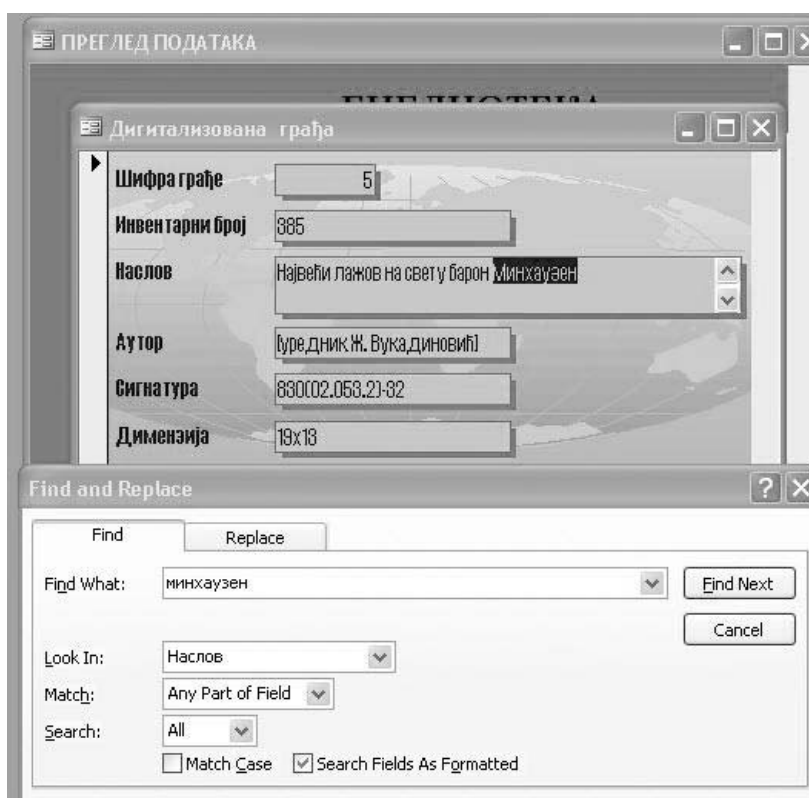 ПРЕГЛЕД ПОДАТАКА
БИБЛИОТЕКА
Дигитализована грађа
Шифра грађе 5
Инвентарни број 385
Наслов Највећи лажов на свету барон Минхаузен
Аутор [уредник Ж. Вукадиновић]
Сигнатура 830(02.053.2)-32
Димензија 19x13
Find and Replace
Find Replace
Find What: минхаузен Find Next
Cancel
Look In: Наслов
Match: Any Part of Field
Search: All
Match Case Search Fields As Formatted